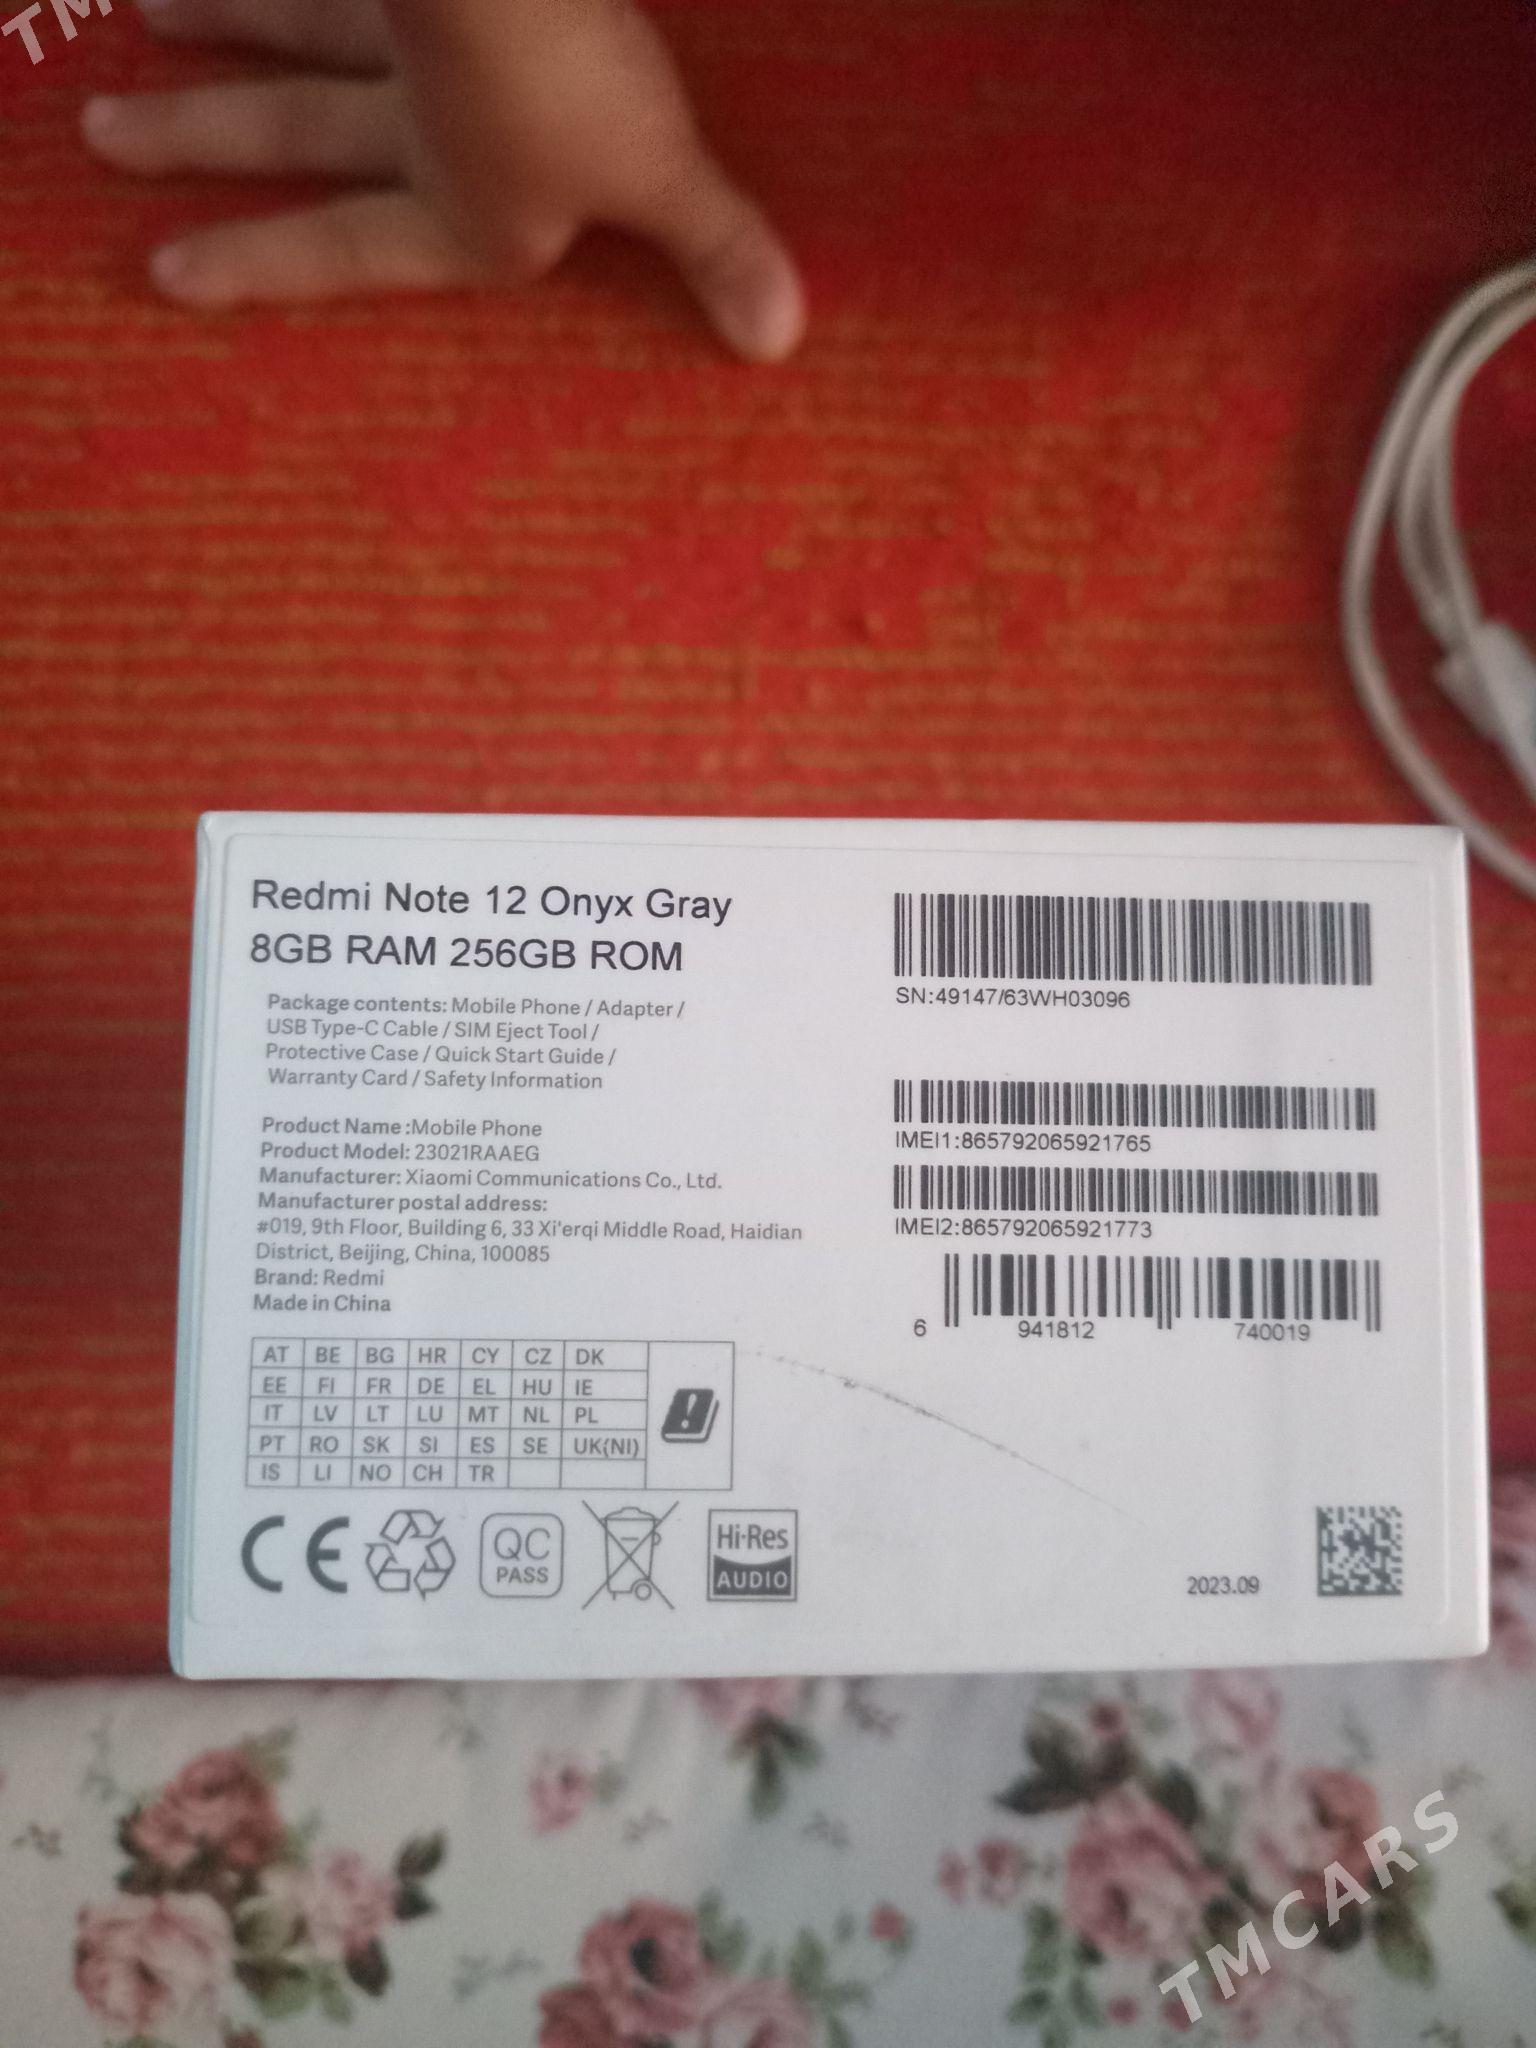 TM
Redmi Note 12 Onyx Gray
8GB RAM 256GB ROM
Package contents: Mobile Phone / Adapter /
USB Type-C Cable / SIM Eject Tool /
Protective Case / Quick Start Guide /
Warranty Card / Safety Information
Product Name :Mobile Phone
Product Model: 23021RAAEG
Manufacturer: Xiaomi Communications Co., Ltd.
Manufacturer postal address:
#019, 9th Floor, Building 6, 33 Xi'erqi Middle Road, Haidian
District, Beijing, China, 100085
Brand: Redmi
Made in China
AT BE BG HR CY CZ DK
EE FI FR DE EL HU IE
IT LV LT LU MT NL PL
PT RO SK SI ES SE UK(NI)
IS LI NO CH TR
CE
QC
PASS
Hi-Res
AUDIO
SN:49147/63WH03096
IMEI1:865792065921765
IMEI2:865792065921773
6 941812 740019
2023.09
TMCARS